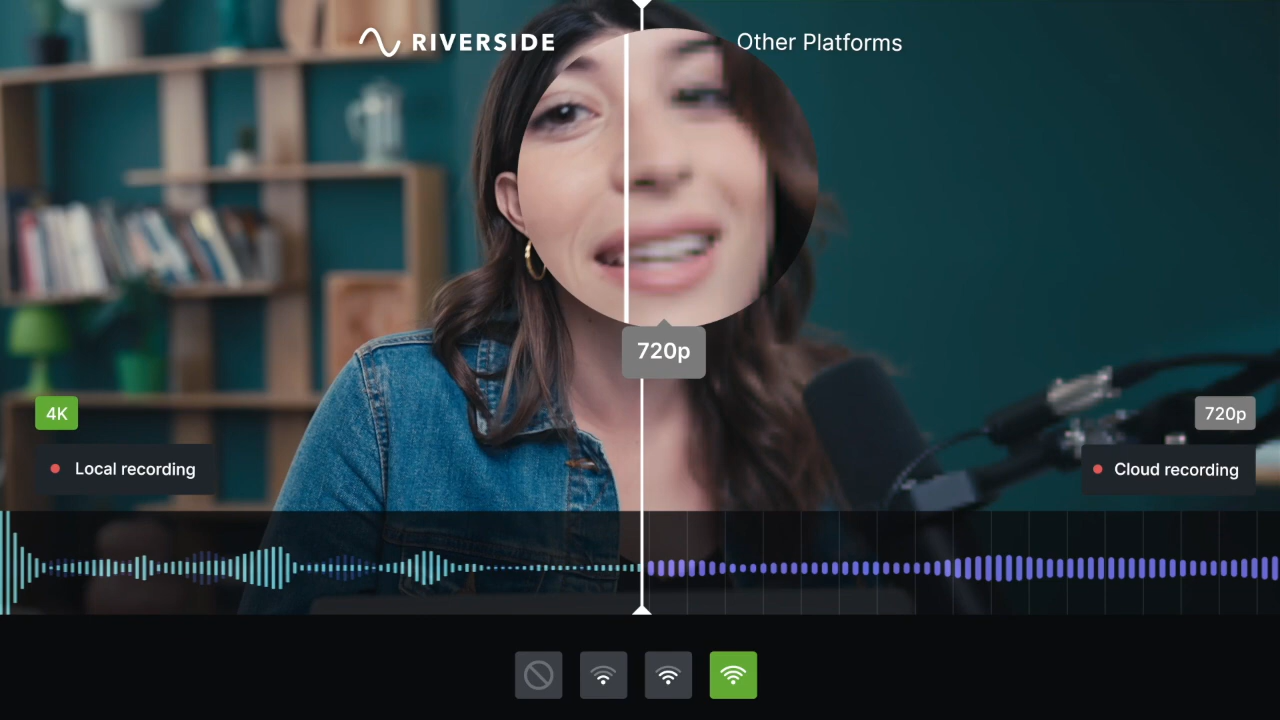 RIVERSIDE
Other Platforms
720p
4K
720p
Local recording
Cloud recording